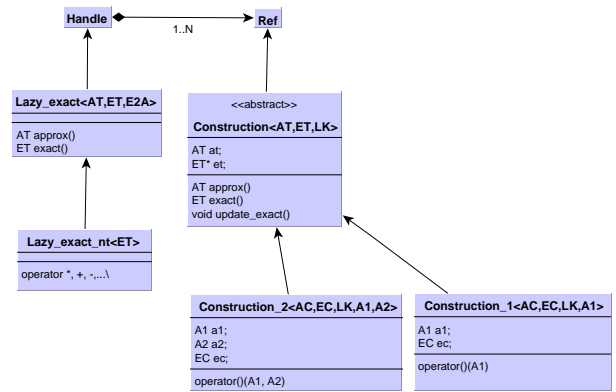 Handle
Ref
1..N
Lazy_exact<AT,ET,E2A>
AT approx()
ET exact()
<<abstract>>
Construction<AT,ET,LK>
AT at;
ET* et;
AT approx()
ET exact()
void update_exact()
Lazy_exact_nt<ET>
operator *, +, -,...\
Construction_2<AC,EC,LK,A1,A2>
A1 a1;
A2 a2;
EC ec;
operator()(A1, A2)
Construction_1<AC,EC,LK,A1>
A1 a1;
EC ec;
operator()(A1)